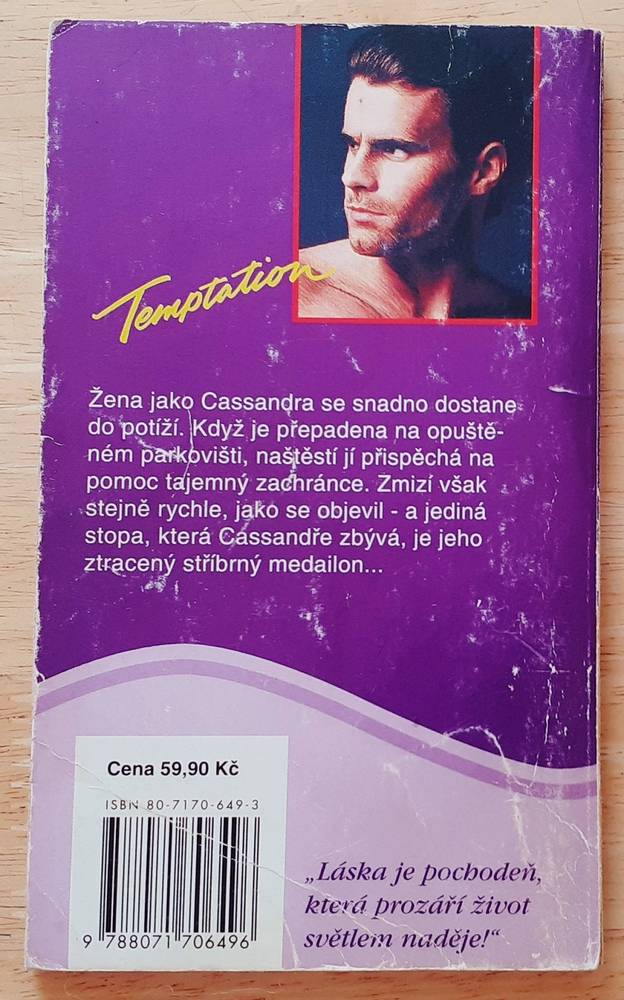 Temptation
Žena jako Cassandra se snadno dostane
do potíží. Když je přepadena na opuště-
ném parkovišti, naštěstí jí přispěchá na
pomoc tajemný zachránce. Zmizí však
stejně rychle, jako se objevil - a jediná
stopa, která Cassandře zbývá, je jeho
ztracený stříbrný medailon...
Cena 59,90 Kč
ISBN 80-7170-649-3
9 788071 706496
„Láska je pochodeň,
která prozáří život
světlem naděje!“